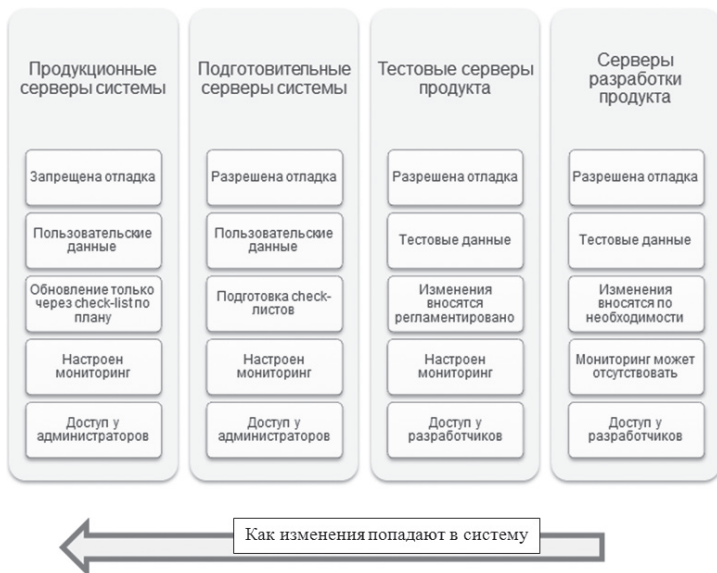 Продукционные
серверы системы
Запрещена отладка
Пользовательские
данные
Обновление только
через check-list по
плану
Настроен
мониторинг
Доступ у
администраторов
Подготовительные
серверы системы
Разрешена отладка
Пользовательские
данные
Подготовка check-
листов
Настроен
мониторинг
Доступ у
администраторов
Тестовые серверы
продукта
Разрешена отладка
Тестовые данные
Изменения
вносятся
регламентировано
Настроен
мониторинг
Доступ у
разработчиков
Серверы
разработки
продукта
Разрешена отладка
Тестовые данные
Изменения
вносятся по
необходимости
Мониторинг может
отсутствовать
Доступ у
разработчиков
Как изменения попадают в систему